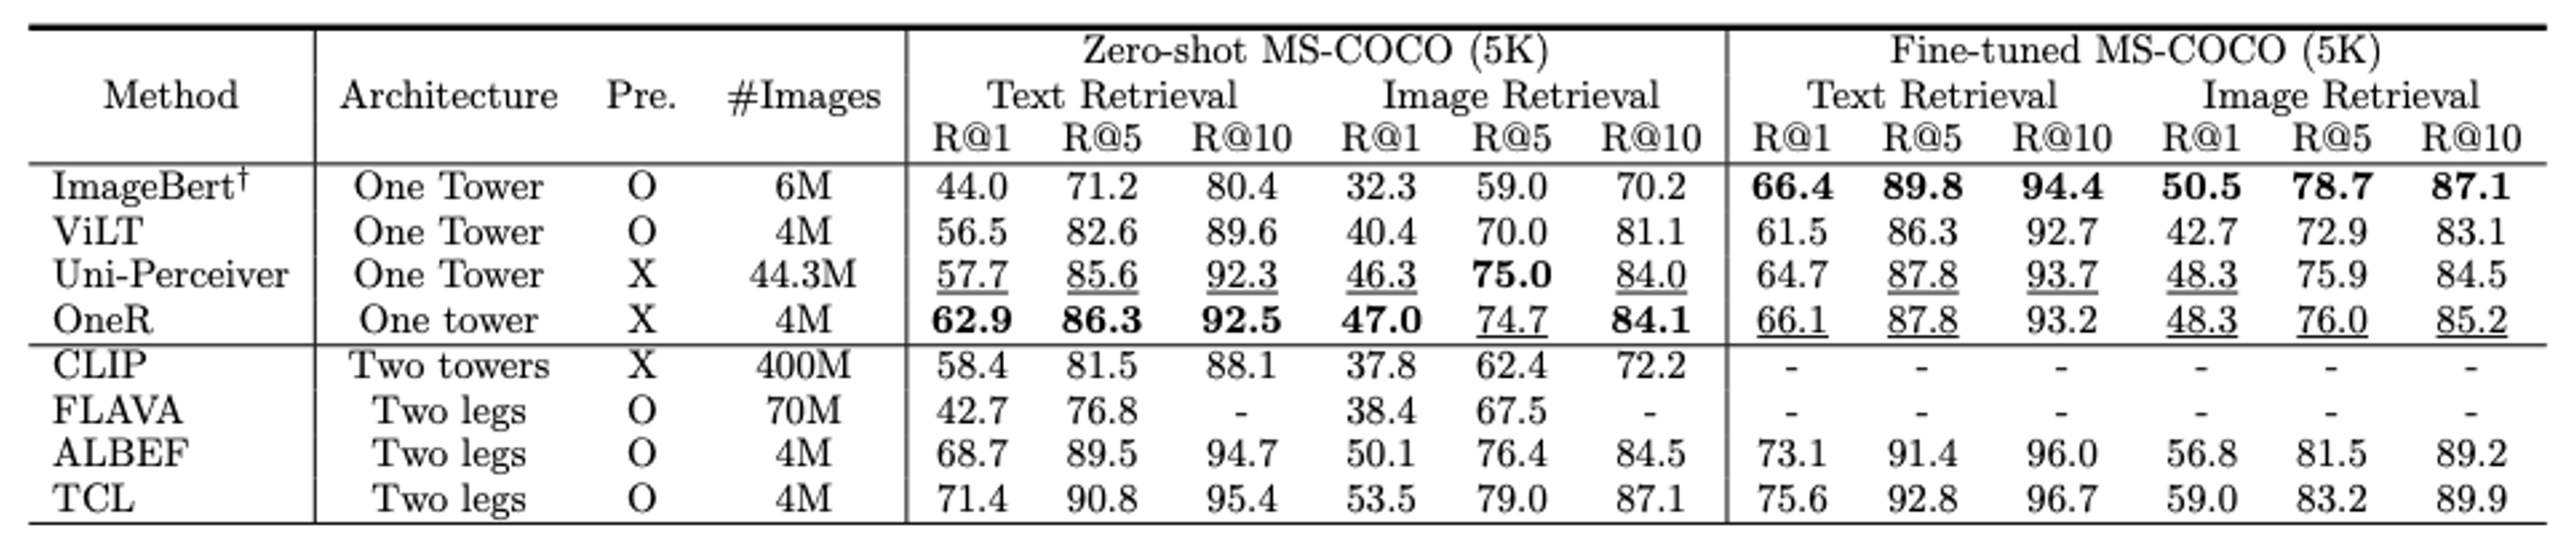 Zero-shot MS-COCO (5K) Fine-tuned MS-COCO (5K)
Method Architecture Pre. #Images Text Retrieval Image Retrieval Text Retrieval Image Retrieval
R@1 R@5 R@10 R@1 R@5 R@10 R@1 R@5 R@10 R@1 R@5 R@10
ImageBert† One Tower O 6M 44.0 71.2 80.4 32.3 59.0 70.2 66.4 89.8 94.4 50.5 78.7 87.1
ViLT One Tower O 4M 56.5 82.6 89.6 40.4 70.0 81.1 61.5 86.3 92.7 42.7 72.9 83.1
Uni-Perceiver One Tower X 44.3M 57.7 85.6 92.3 46.3 75.0 84.0 64.7 87.8 93.7 48.3 75.9 84.5
OneR One tower X 4M 62.9 86.3 92.5 47.0 74.7 84.1 66.1 87.8 93.2 48.3 76.0 85.2
CLIP Two towers X 400M 58.4 81.5 88.1 37.8 62.4 72.2 - - - - - -
FLAVA Two legs O 70M 42.7 76.8 - 38.4 67.5 - - - - - - -
ALBEF Two legs O 4M 68.7 89.5 94.7 50.1 76.4 84.5 73.1 91.4 96.0 56.8 81.5 89.2
TCL Two legs O 4M 71.4 90.8 95.4 53.5 79.0 87.1 75.6 92.8 96.7 59.0 83.2 89.9